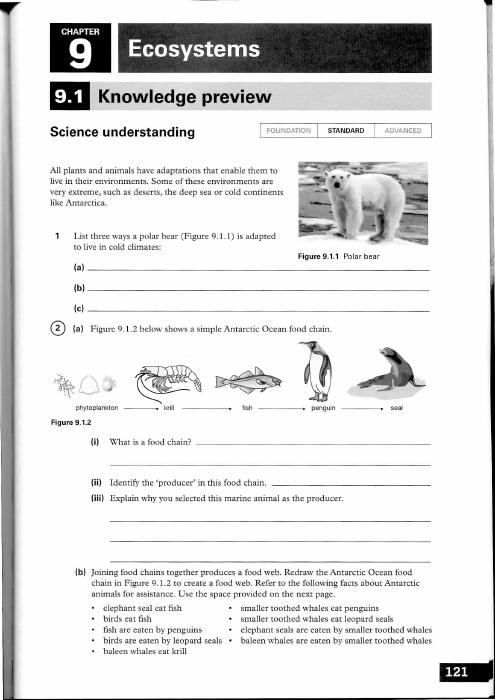 CHAPTER
9
Ecosystems
9.1 Knowledge preview
Science understanding
FOUNDATION STANDARD ADVANCED
All plants and animals have adaptations that enable them to
live in their environments. Some of these environments are
very extreme, such as deserts, the deep sea or cold continents
like Antarctica.
1 List three ways a polar bear (Figure 9.1.1) is adapted
to live in cold climates:
Figure 9.1.1 Polar bear
(a)
(b)
(c)
2 (a) Figure 9.1.2 below shows a simple Antarctic Ocean food chain.
phytoplankton krill fish penguin seal
Figure 9.1.2
(i) What is a food chain?
(ii) Identify the 'producer' in this food chain.
(iii) Explain why you selected this marine animal as the producer.
(b) Joining food chains together produces a food web. Redraw the Antarctic Ocean food
chain in Figure 9.1.2 to create a food web. Refer to the following facts about Antarctic
animals for assistance. Use the space provided on the next page.
• elephant seal eat fish
• birds eat fish
• fish are eaten by penguins
• birds are eaten by leopard seals
• baleen whales eat krill
• smaller toothed whales eat penguins
• smaller toothed whales eat leopard seals
• elephant seals are eaten by smaller toothed whales
• baleen whales are eaten by smaller toothed whales
121